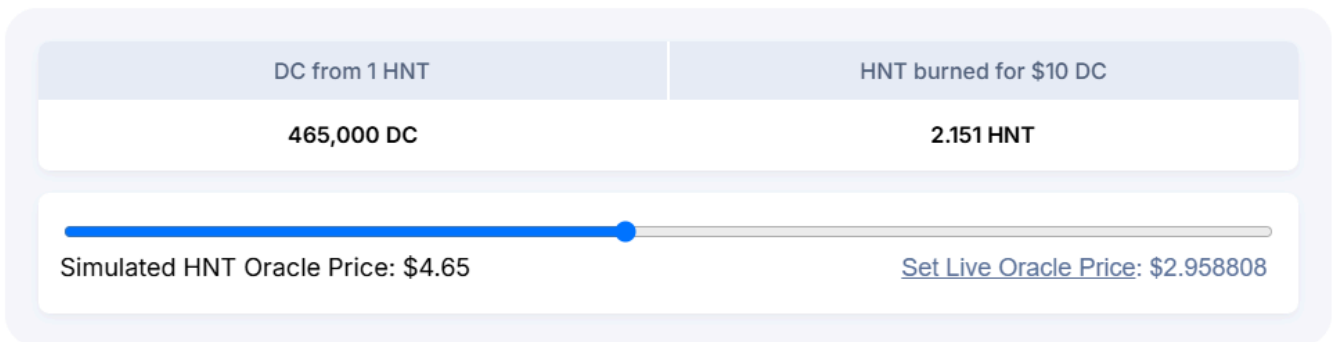 DC from 1 HNT
HNT burned for $10 DC
465,000 DC
2.151 HNT
Simulated HNT Oracle Price: $4.65
Set Live Oracle Price: $2.958808